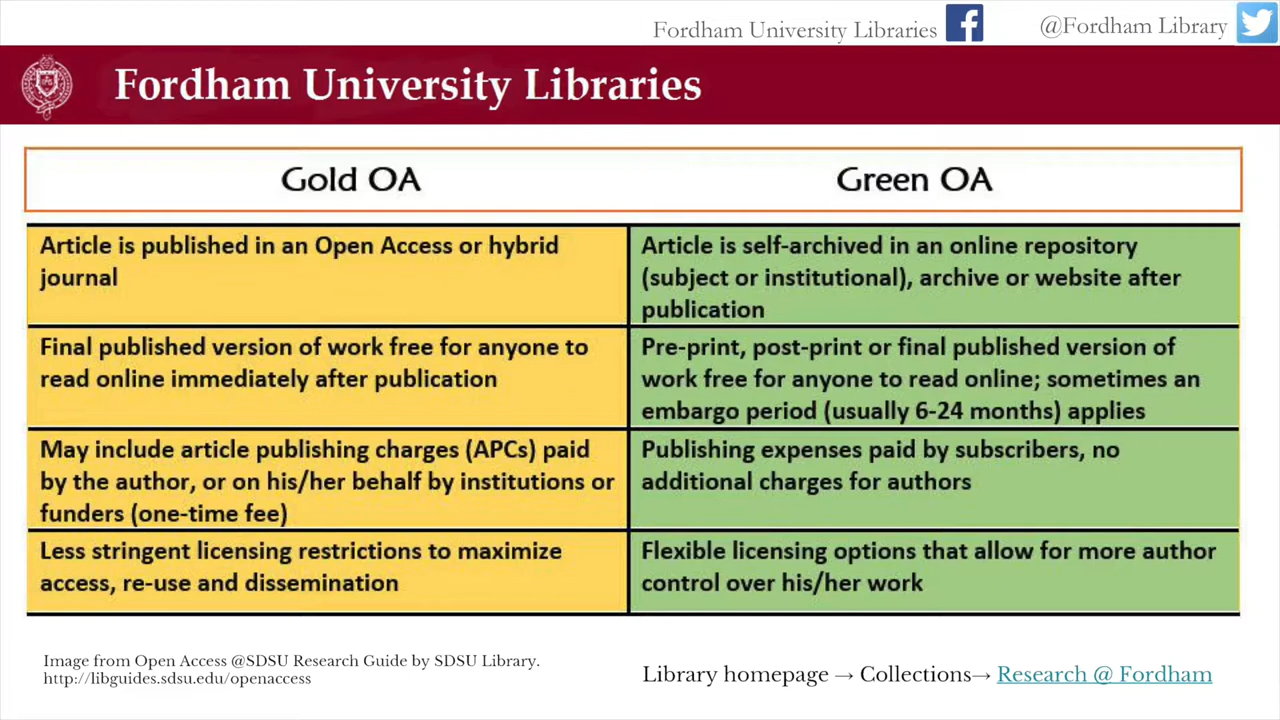 Fordham University Libraries
@Fordham Library
Fordham University Libraries
Gold OA
Green OA
Article is published in an Open Access or hybrid
journal
Article is self-archived in an online repository
(subject or institutional), archive or website after
publication
Final published version of work free for anyone to
read online immediately after publication
Pre-print, post-print or final published version of
work free for anyone to read online; sometimes an
embargo period (usually 6-24 months) applies
May include article publishing charges (APCs) paid
by the author, or on his/her behalf by institutions or
funders (one-time fee)
Publishing expenses paid by subscribers, no
additional charges for authors
Less stringent licensing restrictions to maximize
access, re-use and dissemination
Flexible licensing options that allow for more author
control over his/her work
Image from Open Access @SDSU Research Guide by SDSU Library.
http://libguides.sdsu.edu/openaccess
Library homepage → Collections→ Research @ Fordham